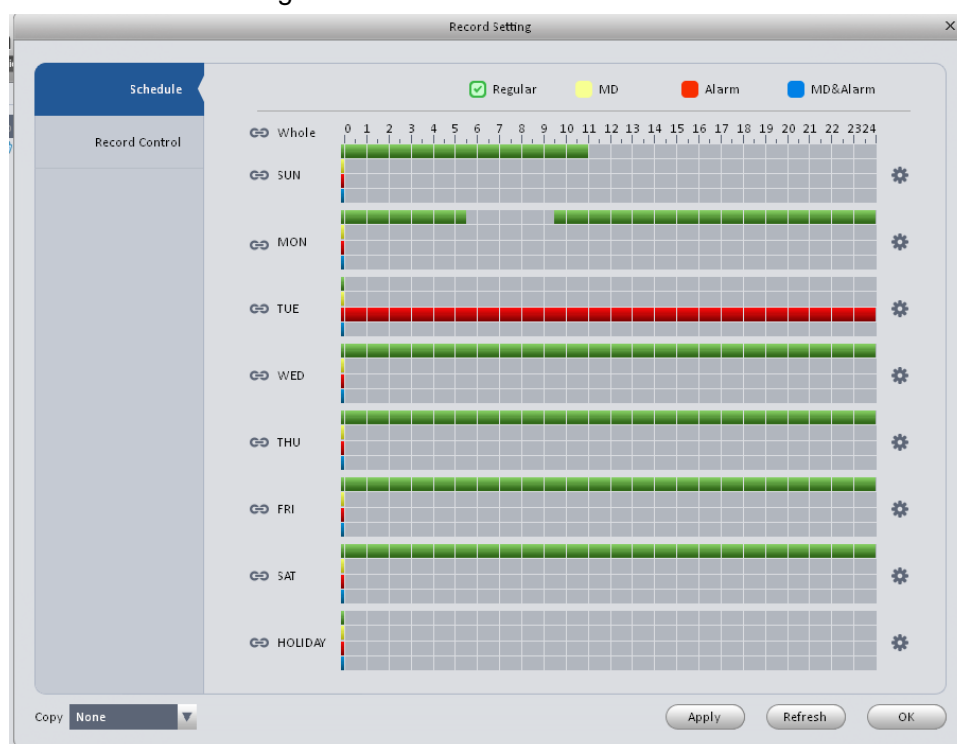 Record Setting
Schedule
Record Control
Regular MD Alarm MD&Alarm
Whole 0 1 2 3 4 5 6 7 8 9 10 11 12 13 14 15 16 17 18 19 20 21 22 23 24
SUN
MON
TUE
WED
THU
FRI
SAT
HOLIDAY
Copy None Apply Refresh OK